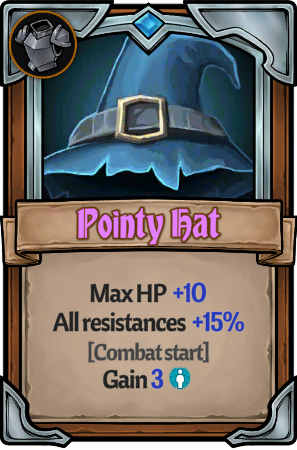 Pointy Hat
Max HP +10
All resistances +15%
[Combat start]
Gain 3